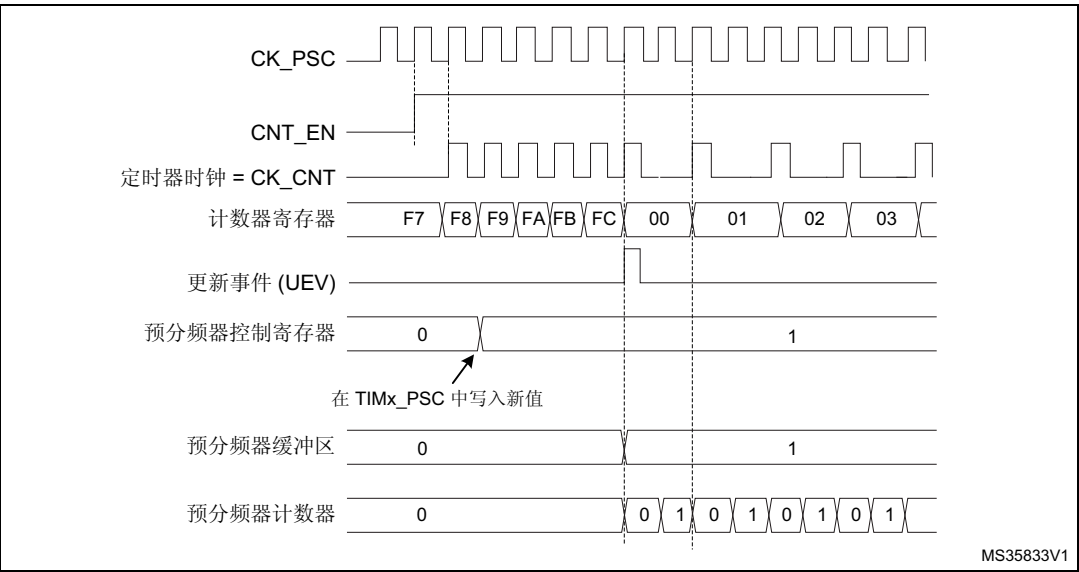 CK_PSC
CNT_EN
定时器时钟 = CK_CNT
计数器寄存器 F7 F8 F9 FA FB FC 00 01 02 03
更新事件 (UEV)
预分频器控制寄存器 0 1
在 TIMx_PSC 中写入新值
预分频器缓冲区 0 1
预分频器计数器 0 0 1 0 1 0 1 0 1
MS35833V1